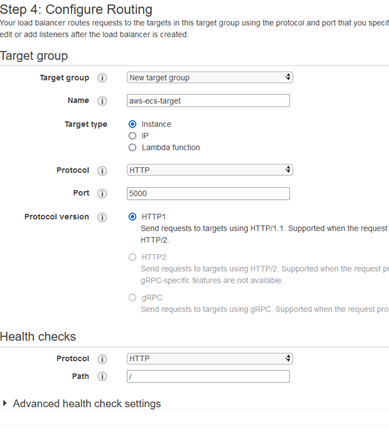 Step 4: Configure Routing
Your load balancer routes requests to the targets in this target group using the protocol and port that you specif
edit or add listeners after the load balancer is created.
Target group
Target group i New target group
Name i aws-ecs-target
Target type Instance
IP
Lambda function
Protocol i HTTP
Port i 5000
Protocol version i HTTP1
Send requests to targets using HTTP/1.1. Supported when the request
HTTP/2.
HTTP2
Send requests to targets using HTTP/2. Supported when the request p
gRPC-specific features are not available.
gRPC
Send requests to targets using gRPC. Supported when the request pro
Health checks
Protocol i HTTP
Path i /
Advanced health check settings